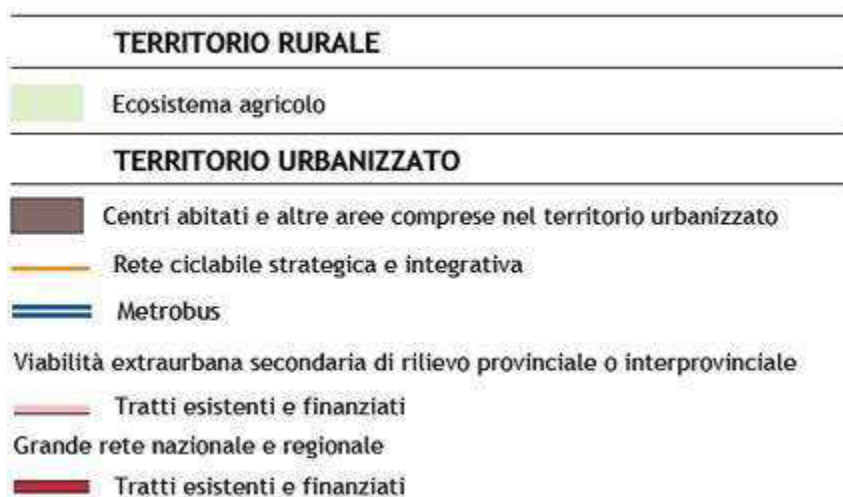 TERRITORIO RURALE
Ecosistema agricolo
TERRITORIO URBANIZZATO
Centri abitati e altre aree comprese nel territorio urbanizzato
Rete ciclabile strategica e integrativa
Metrobus
Viabilità extraurbana secondaria di rilievo provinciale o interprovinciale
Tratti esistenti e finanziati
Grande rete nazionale e regionale
Tratti esistenti e finanziati